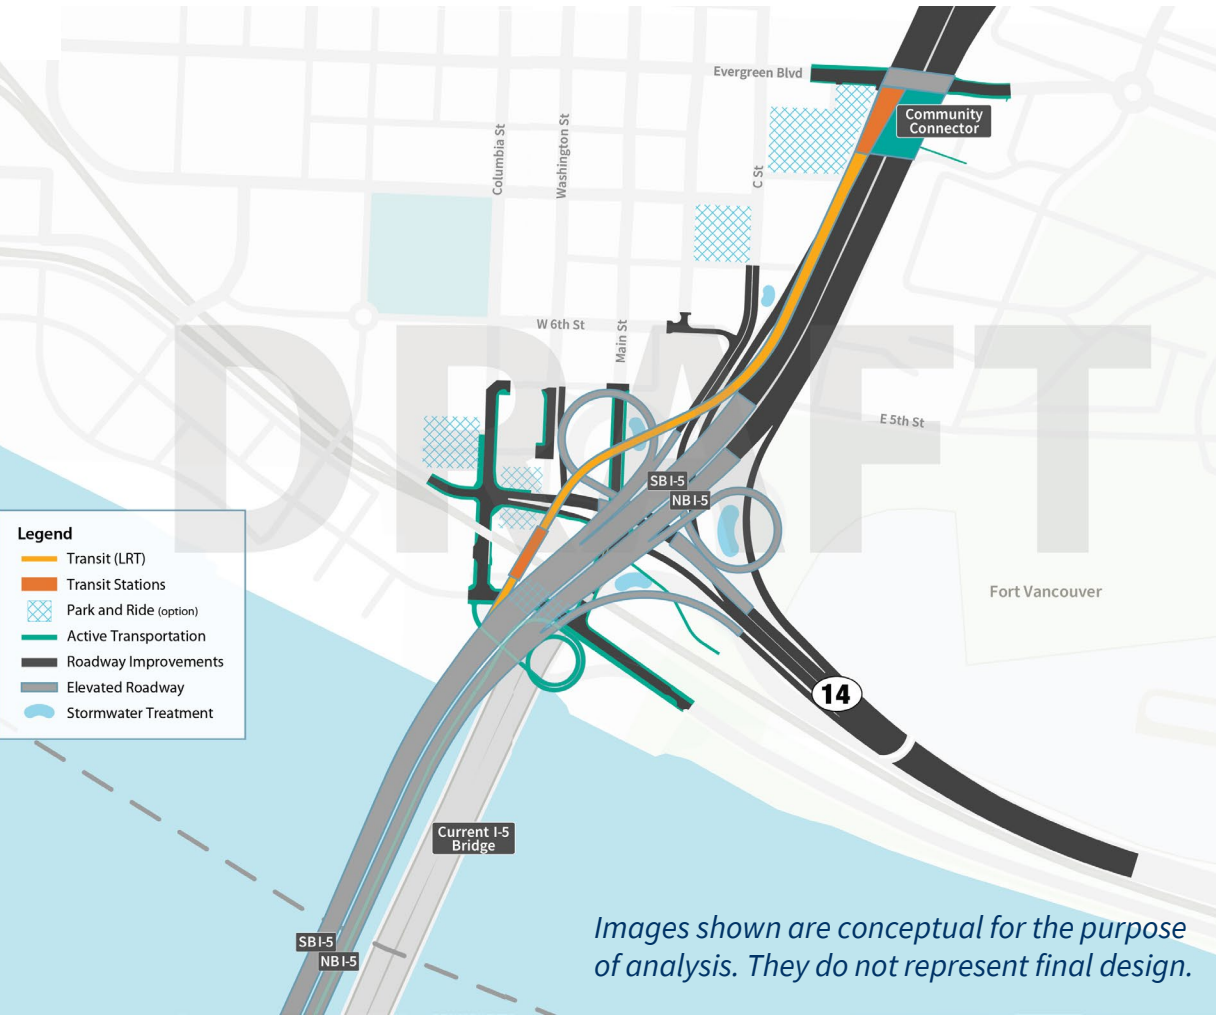 Evergreen Blvd
Community
Connector
Columbia St
Washington St
C St
W 6th St
Main St
DRAFT
E 5th St
SB I-5
NB I-5
Legend
Transit (LRT)
Transit Stations
Park and Ride (option)
Active Transportation
Roadway Improvements
Elevated Roadway
Stormwater Treatment
Fort Vancouver
14
Current I-5
Bridge
SB I-5
NB I-5
Images shown are conceptual for the purpose
of analysis. They do not represent final design.